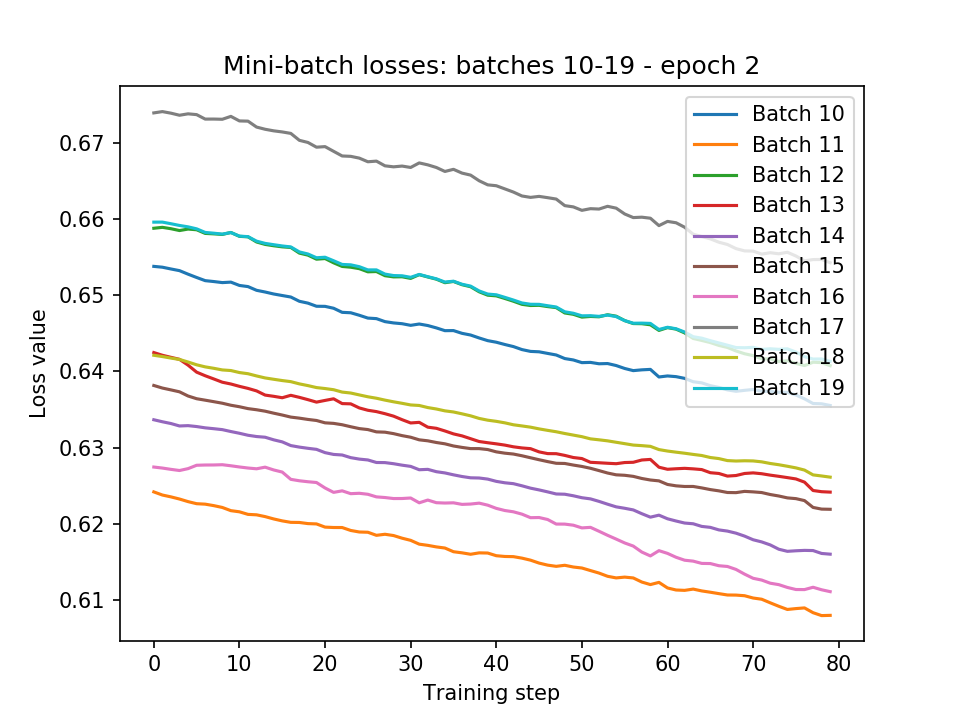 Mini-batch losses: batches 10-19 - epoch 2
Loss value
0.67
0.66
0.65
0.64
0.63
0.62
0.61
Batch 10
Batch 11
Batch 12
Batch 13
Batch 14
Batch 15
Batch 16
Batch 17
Batch 18
Batch 19
0 10 20 30 40 50 60 70 80
Training step